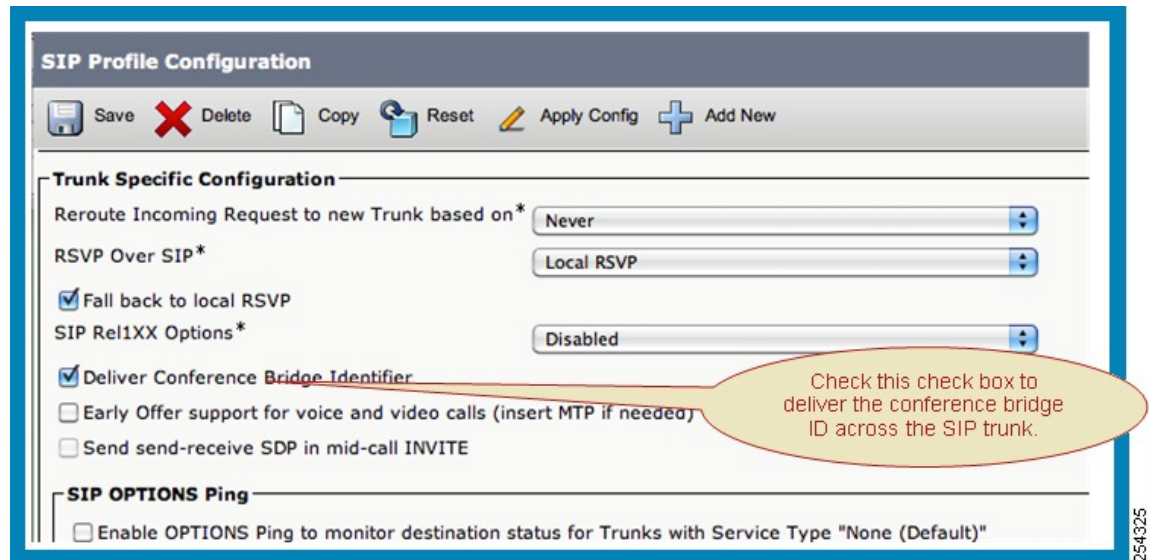 SIP Profile Configuration
Save Delete Copy Reset Apply Config Add New
Trunk Specific Configuration
Reroute Incoming Request to new Trunk based on* Never
RSVP Over SIP* Local RSVP
Fall back to local RSVP
SIP Rel1XX Options* Disabled
Deliver Conference Bridge Identifier
Check this check box to
deliver the conference bridge
ID across the SIP trunk.
Early Offer support for voice and video calls (insert MTP if needed)
Send send-receive SDP in mid-call INVITE
SIP OPTIONS Ping
Enable OPTIONS Ping to monitor destination status for Trunks with Service Type "None (Default)"
254325